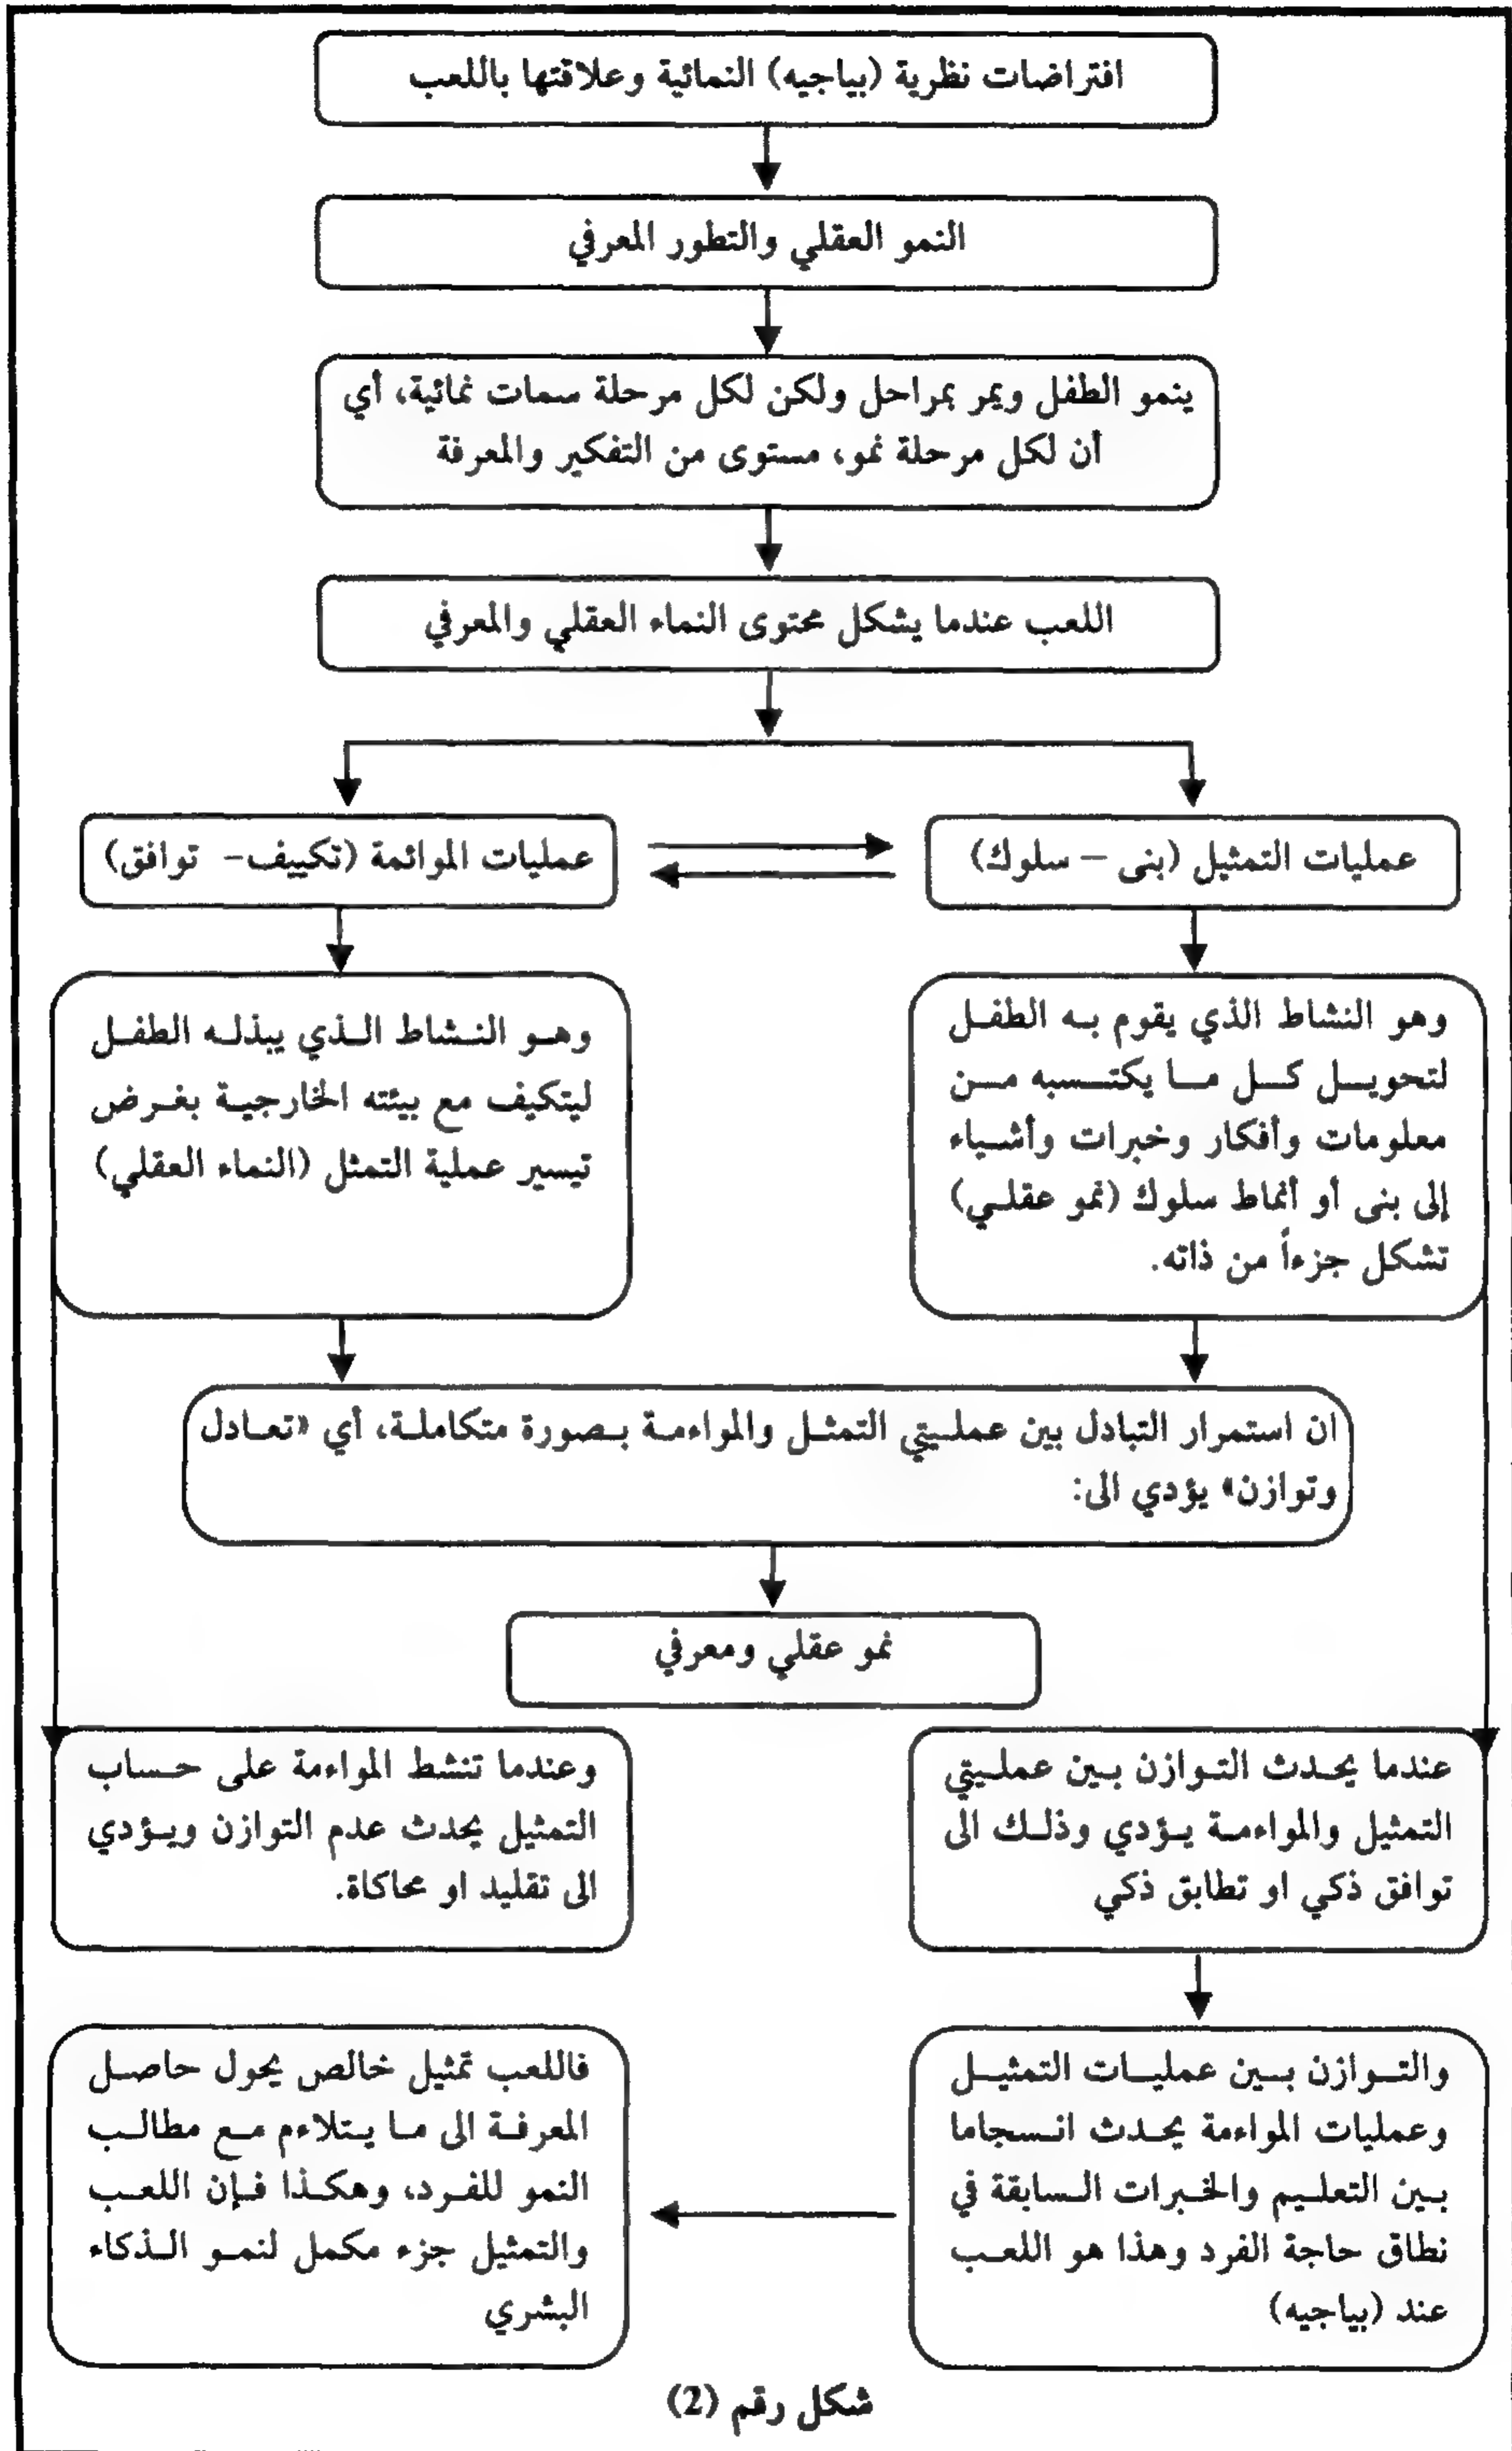 افتراضات نظرية (بياجيه) النمائية وعلاقتها باللعب
النمو العقلي والتطور المعرفي
ينمو الطفل ويمر بمراحل ولكن لكل مرحلة سمات نمائية، أي
أن لكل مرحلة نمو، مستوى من التفكير والمعرفة
اللعب عندما يشكل محتوى النماء العقلي والمعرفي
عمليات التمثيل (بنى – سلوك)
عمليات الموائمة (تكييف- توافق)
وهو النشاط الذي يقوم به الطفل
لتحويل كل ما يكتسبه من
معلومات وأفكار وخبرات وأشياء
إلى بنى أو أنماط سلوك (نمو عقلي)
تشكل جزءاً من ذاته.
وهو النشاط الذي يبذله الطفل
ليتكيف مع بيئته الخارجية بغرض
تيسير عملية التمثل (النماء العقلي)
ان استمرار التبادل بين عمليتي التمثل والمواءمة بصورة متكاملة، أي «تعادل
وتوازن» يؤدي الى:
نمو عقلي ومعرفي
عندما يحدث التوازن بين عمليتي
التمثيل والمواءمة يؤدي وذلك الى
توافق ذكي او تطابق ذكي
وعندما تنشط المواءمة على حساب
التمثيل يحدث عدم التوازن ويؤدي
الى تقليد او محاكاة.
والتوازن بين عمليات التمثيل
وعمليات المواءمة يحدث انسجاما
بين التعليم والخبرات السابقة في
نطاق حاجة الفرد وهذا هو اللعب
عند (بياجيه)
فاللعب تمثيل خالص يحول حاصل
المعرفة الى ما يتلاءم مع مطالب
النمو للفرد، وهكذا فإن اللعب
والتمثيل جزء مكمل لنمو الذكاء
البشري
شكل رقم (2)